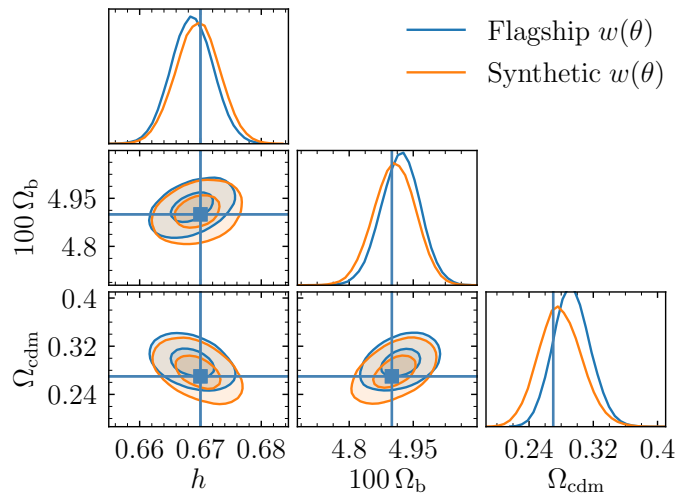 Flagship w(θ)
Synthetic w(θ)
100 Ω_b
4.95
4.8
Ω_cdm
0.4
0.32
0.24
0.66 0.67 0.68
h
4.8 4.95
100 Ω_b
0.24 0.32 0.4
Ω_cdm